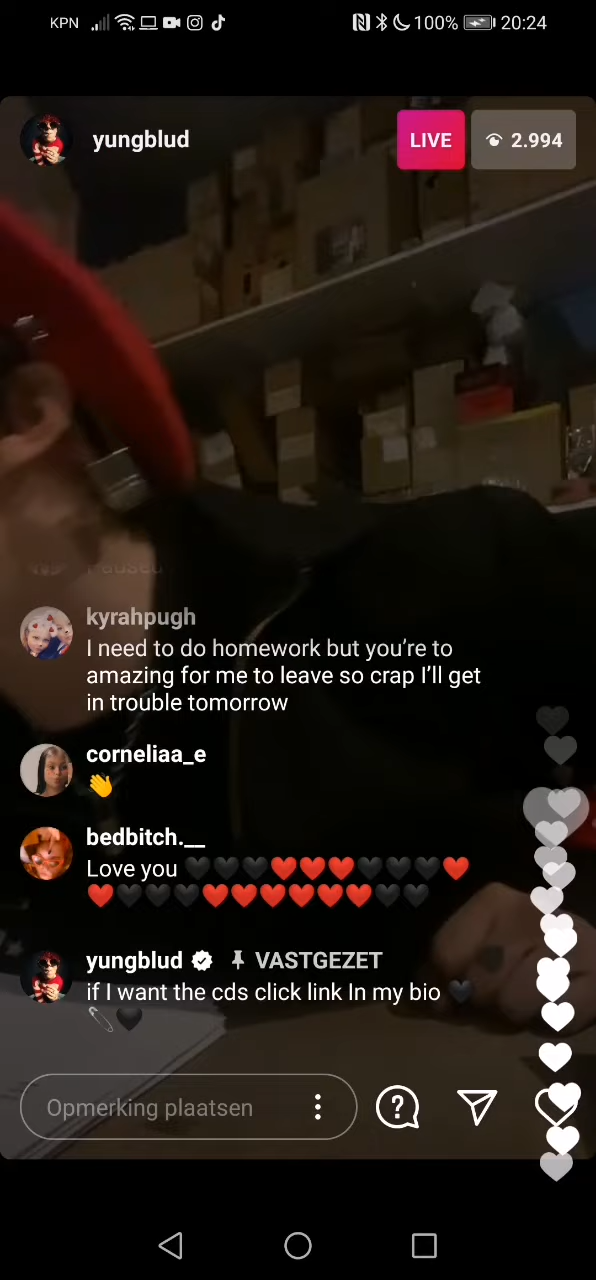 KPN 100% 20:24
yungblud LIVE 2.994
Paused
kyrahpugh
I need to do homework but you're to
amazing for me to leave so crap I'll get
in trouble tomorrow
corneliaa_e
👋
bedbitch.__
Love you 🖤🖤🖤❤️❤️❤️🖤🖤🖤❤️
❤️🖤🖤🖤❤️❤️❤️❤️❤️❤️🖤🖤
yungblud VASTGEZET
if I want the cds click link In my bio 🖤
🧷🖤
Opmerking plaatsen